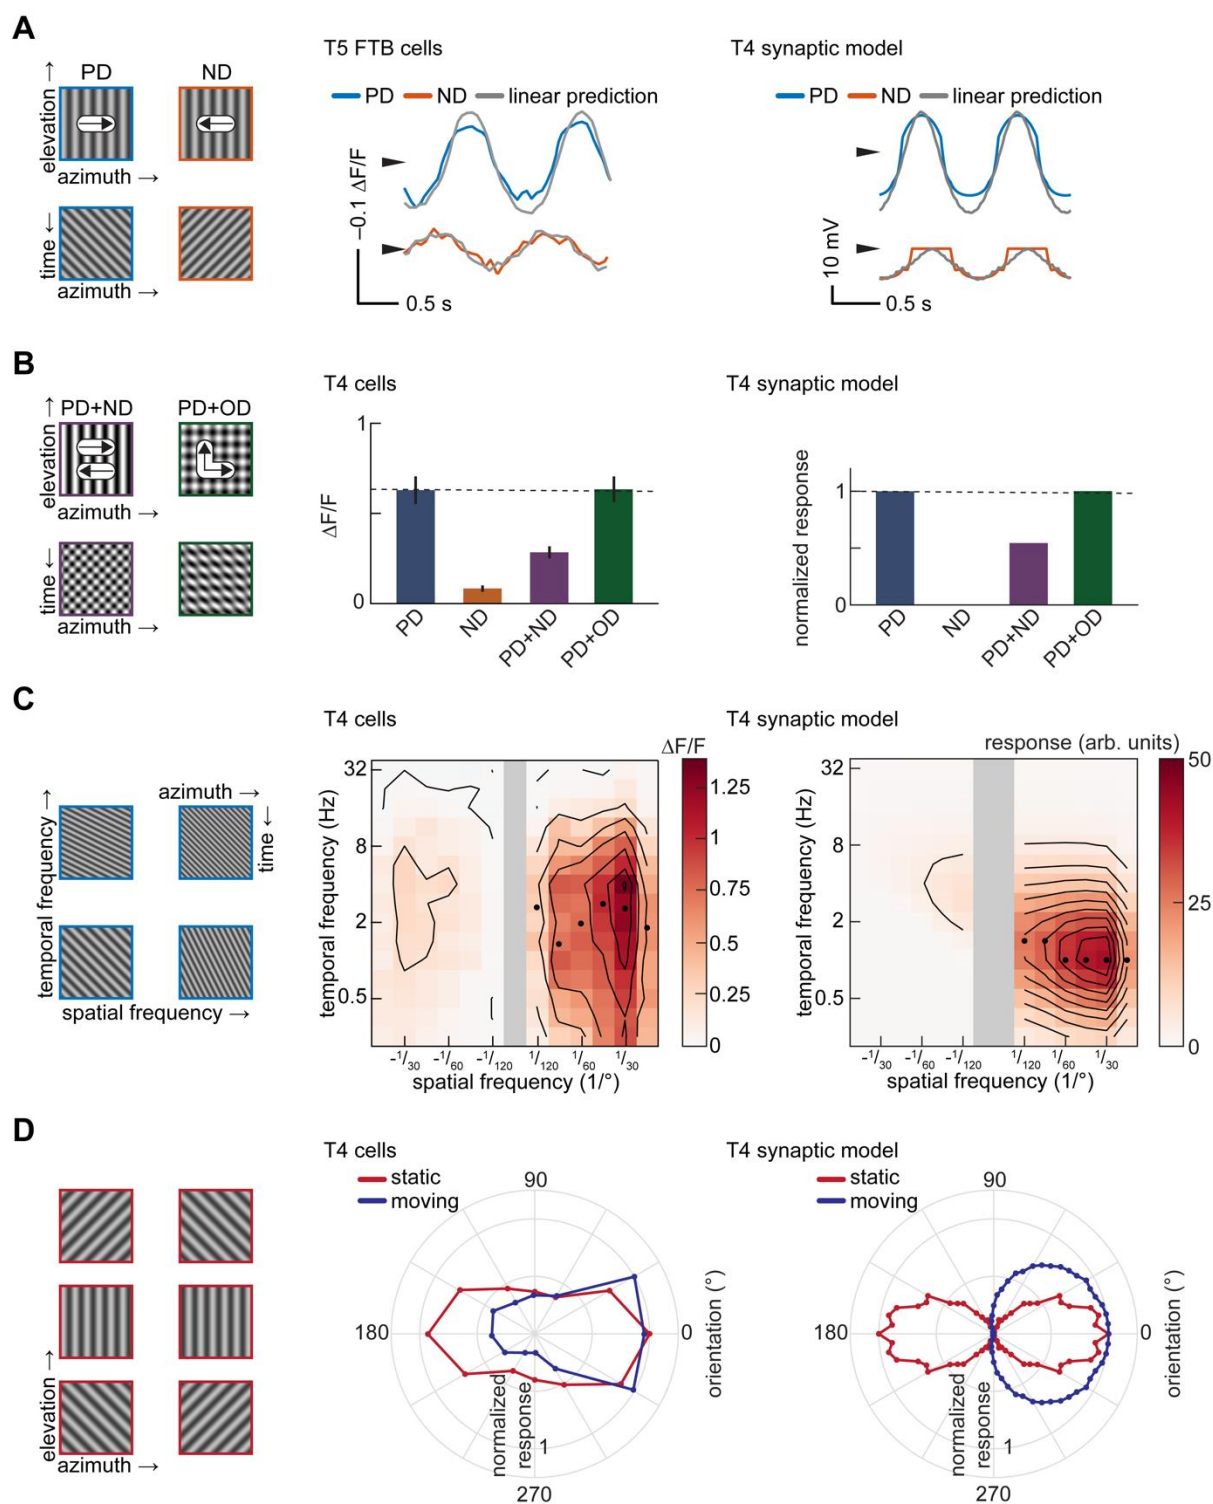 A
T5 FTB cells
T4 synaptic model
PD
ND
elevation →
azimuth →
time →
azimuth →
PD ND linear prediction
−0.1 ΔF/F
0.5 s
PD ND linear prediction
10 mV
0.5 s
B
T4 cells
T4 synaptic model
PD+ND
PD+OD
elevation →
azimuth →
time →
azimuth →
1
ΔF/F
0
PD
ND
PD+ND
PD+OD
normalized response
1
0
PD
ND
PD+ND
PD+OD
C
T4 cells
T4 synaptic model
azimuth →
time →
temporal frequency →
spatial frequency →
ΔF/F
1.25
1
0.75
0.5
0.25
0
temporal frequency (Hz)
32
8
2
0.5
-1/30 -1/60 -1/120 1/120 1/60 1/30
spatial frequency (1/°)
response (arb. units)
50
25
0
temporal frequency (Hz)
32
8
2
0.5
-1/30 -1/60 -1/120 1/120 1/60 1/30
spatial frequency (1/°)
D
T4 cells
T4 synaptic model
elevation →
azimuth →
static
moving
90
180
0
270
orientation (°)
normalized
response
1
static
moving
90
180
0
270
orientation (°)
normalized
response
1